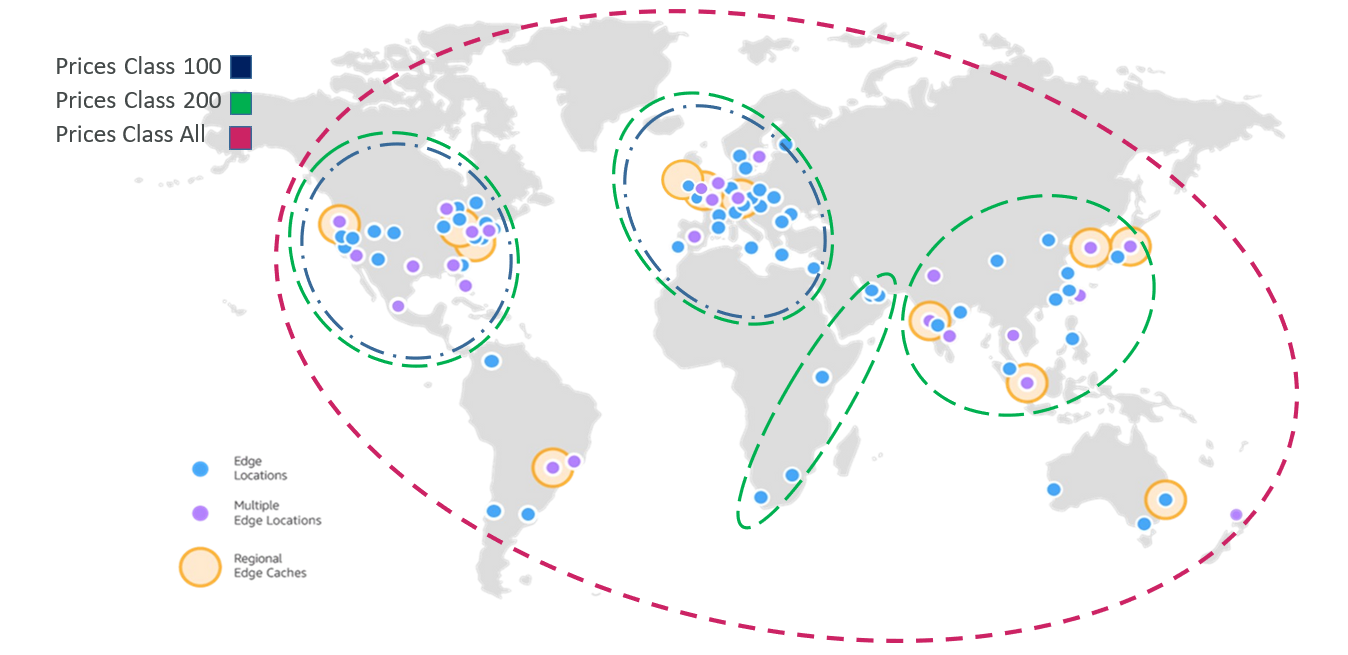 Prices Class 100
Prices Class 200
Prices Class All
Edge
Locations
Multiple
Edge Locations
Regional
Edge Caches